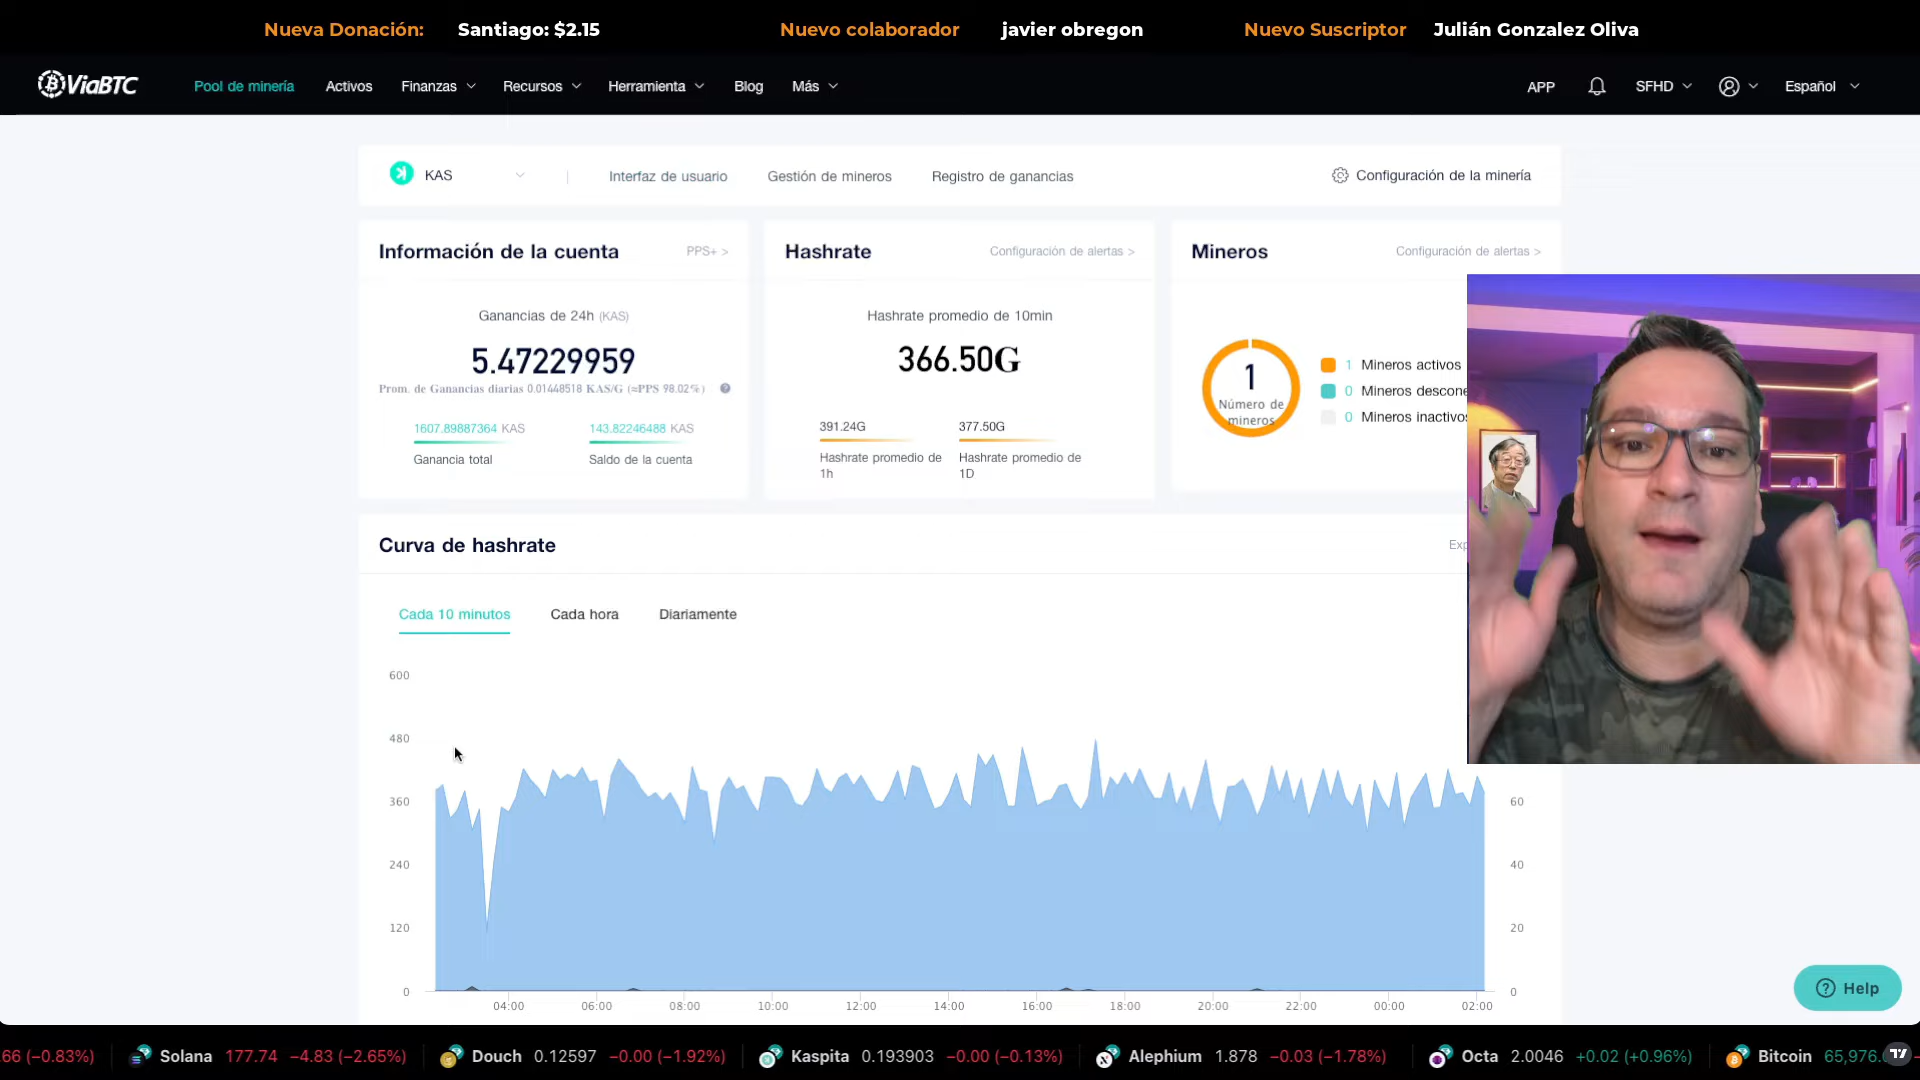 Nueva Donación: Santiago: $2.15 Nuevo colaborador javier obregon Nuevo Suscriptor Julián Gonzalez Oliva
ViaBTC Pool de minería Activos Finanzas Recursos Herramienta Blog Más APP SFHD Español
KAS Interfaz de usuario Gestión de mineros Registro de ganancias Configuración de la minería
Información de la cuenta PPS+ >
Ganancias de 24h (KAS)
5.47229959
Prom. de Ganancias diarias 0.01448518 KAS/G (≈PPS 98.02%) ?
1607.89887364 KAS 143.82246488 KAS
Ganancia total Saldo de la cuenta
Hashrate Configuración de alertas >
Hashrate promedio de 10min
366.50G
391.24G 377.50G
Hashrate promedio de Hashrate promedio de
1h 1D
Mineros Configuración de alertas >
1
Número de
mineros
1 Mineros activos
0 Mineros descone
0 Mineros inactivos
Curva de hashrate Exp
Cada 10 minutos Cada hora Diariamente
600
480
360 60
240 40
120 20
0 0
04:00 06:00 08:00 10:00 12:00 14:00 16:00 18:00 20:00 22:00 00:00 02:00
? Help
.66 (−0.83%) Solana 177.74 −4.83 (−2.65%) Douch 0.12597 −0.00 (−1.92%) Kaspita 0.193903 −0.00 (−0.13%) Alephium 1.878 −0.03 (−1.78%) Octa 2.0046 +0.02 (+0.96%) Bitcoin 65,976.